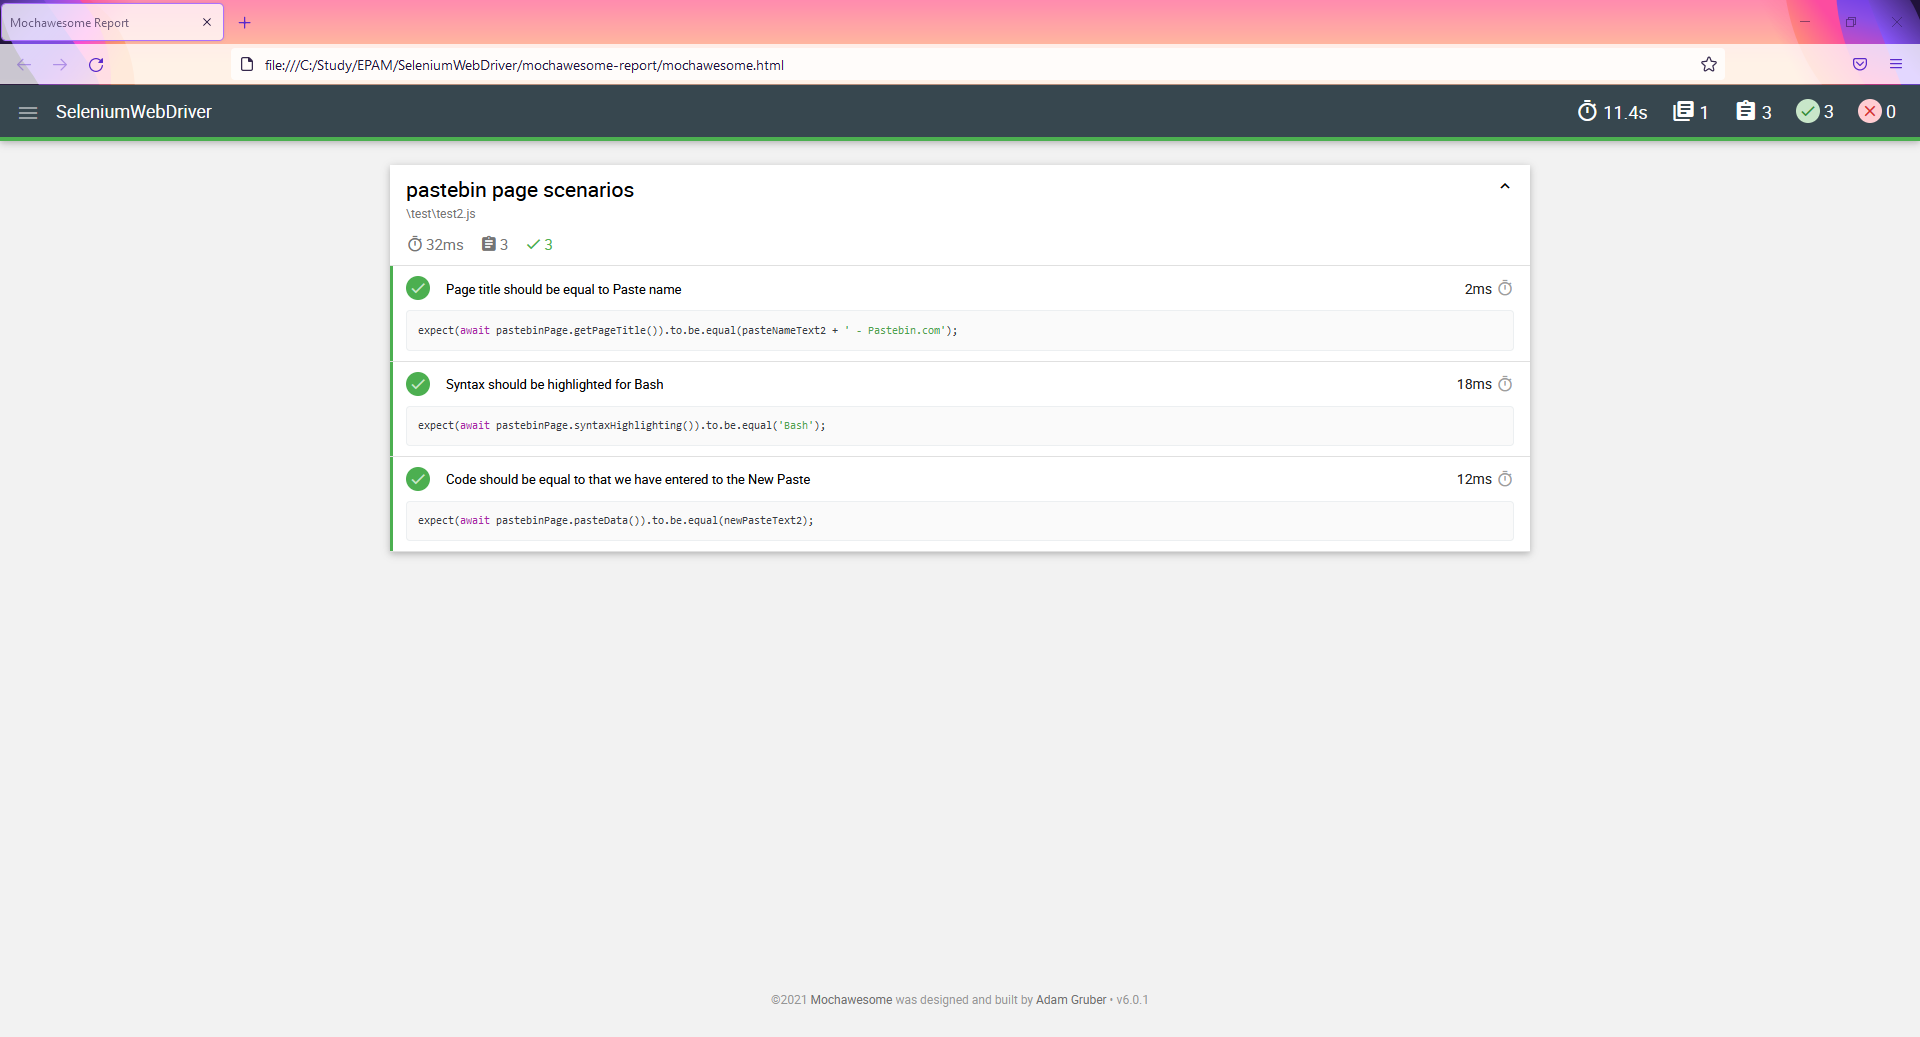 Mochawesome Report
file:///C:/Study/EPAM/SeleniumWebDriver/mochawesome-report/mochawesome.html
SeleniumWebDriver 11.4s 1 3 3 0
pastebin page scenarios
\test\test2.js
32ms 3 3
Page title should be equal to Paste name 2ms
expect(await pastebinPage.getPageTitle()).to.be.equal(pasteNameText2 + ' - Pastebin.com');
Syntax should be highlighted for Bash 18ms
expect(await pastebinPage.syntaxHighlighting()).to.be.equal('Bash');
Code should be equal to that we have entered to the New Paste 12ms
expect(await pastebinPage.pasteData()).to.be.equal(newPasteText2);
©2021 Mochawesome was designed and built by Adam Gruber • v6.0.1